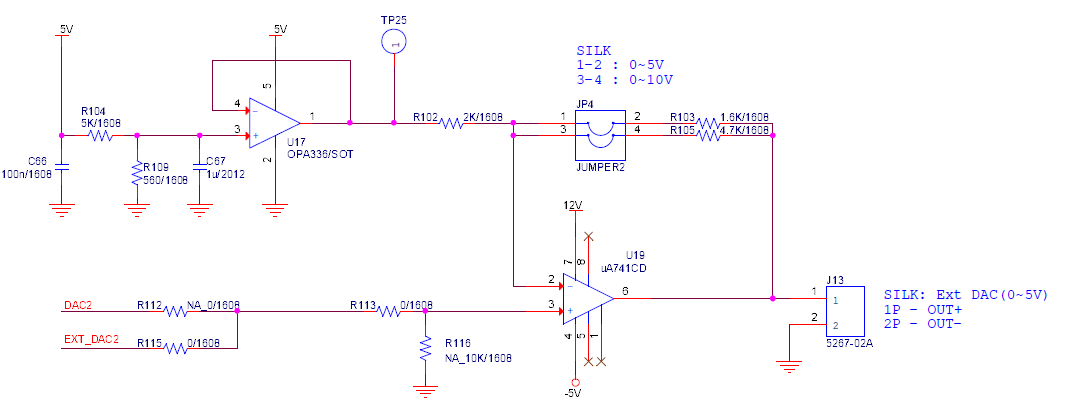 TP25
1
5V
5V
SILK
1-2 : 0~5V
3-4 : 0~10V
5
JP4
R104
5K/1608
4
1
R102 2K/1608
1
2
R103 1.6K/1608
3
3
4
R105 4.7K/1608
U17
OPA336/SOT
2
C66
100n/1608
R109
560/1608
C67
1u/2012
JUMPER2
12V
7
8
U19
uA741CD
2
6
J13
1
1
SILK: Ext DAC(0~5V)
1P - OUT+
2P - OUT-
2
2
5267-02A
DAC2
R112 NA_0/1608
R113 0/1608
3
EXT_DAC2
R115 0/1608
R116
NA_10K/1608
4
5
1
-5V